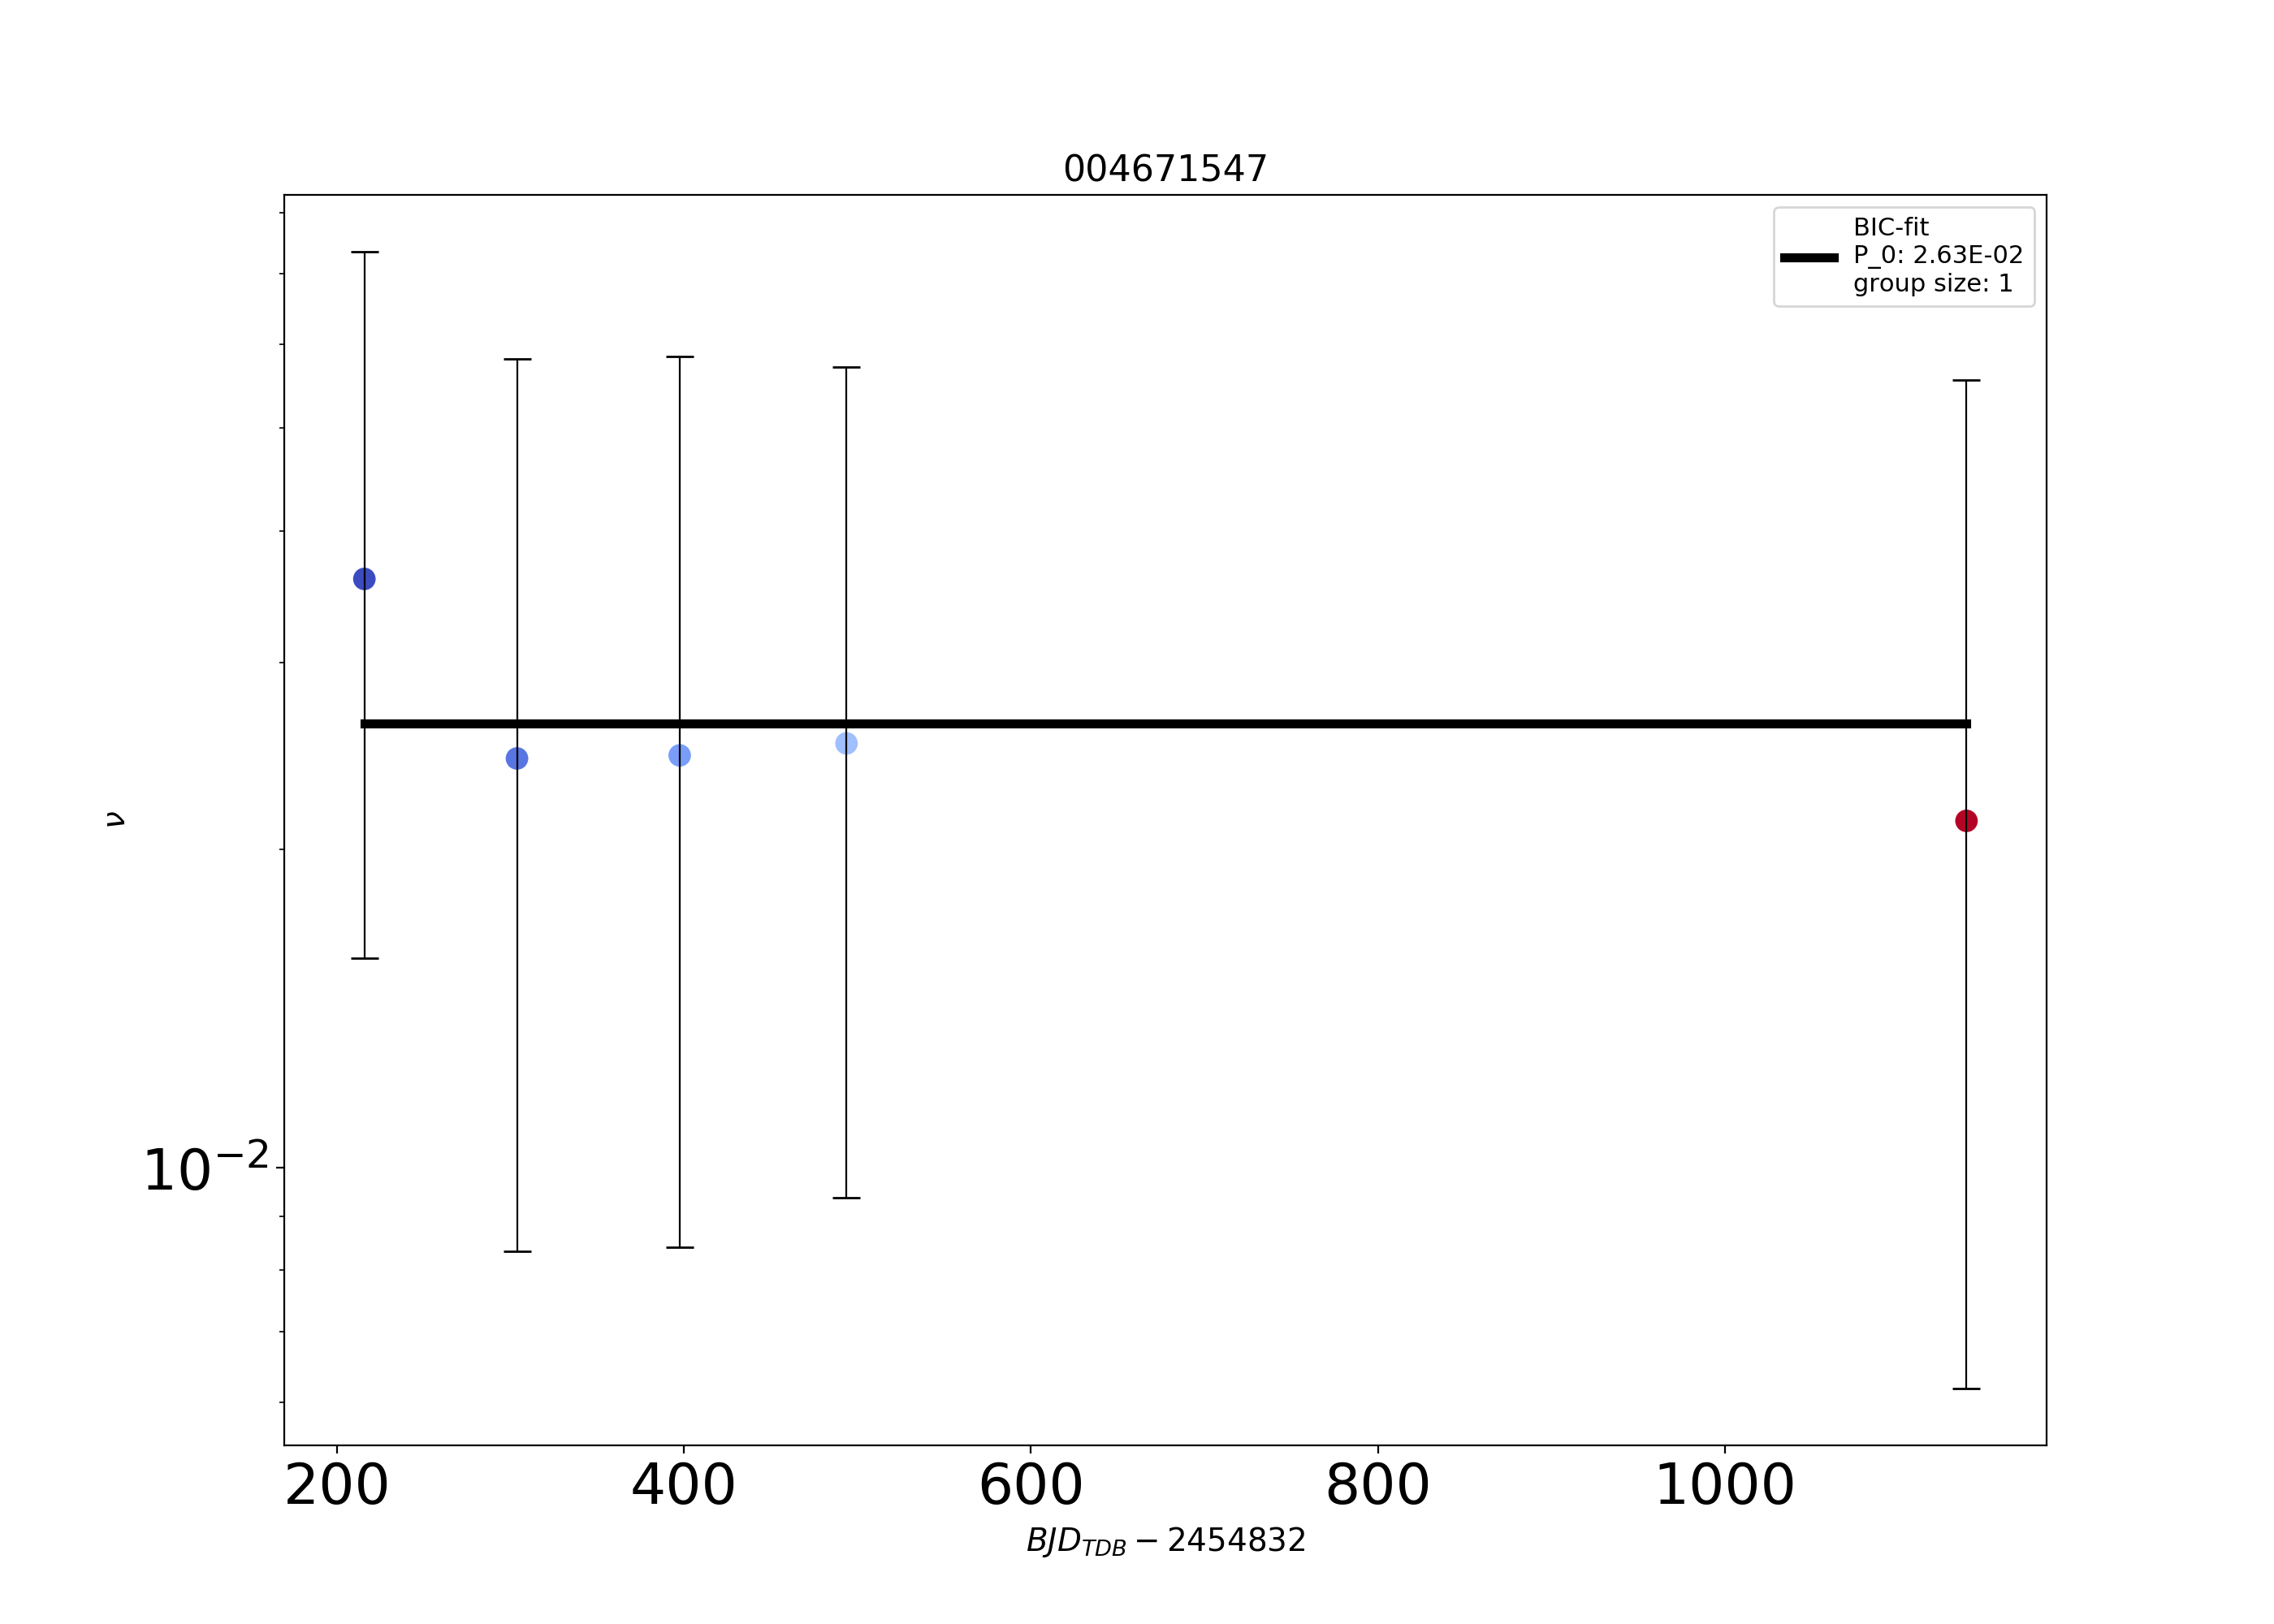 004671547
BIC-fit
P_0: 2.63E-02
group size: 1
ν
10⁻²
200 400 600 800 1000
BJD_TDB − 2454832